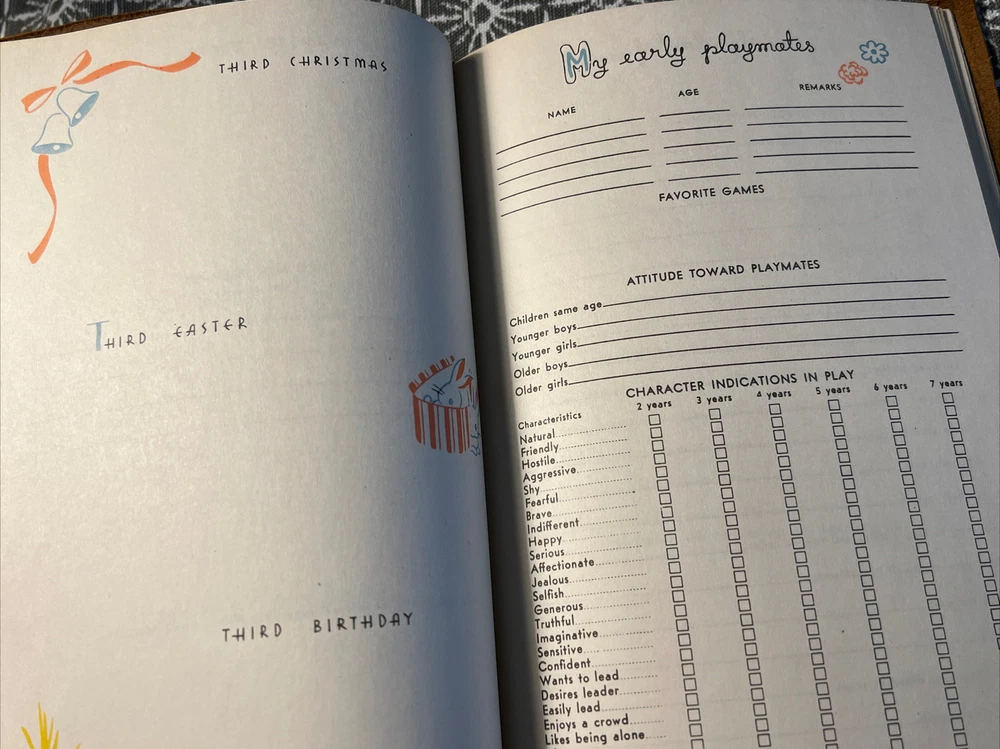 THIRD CHRISTMAS
THIRD EASTER
THIRD BIRTHDAY
My early playmates
NAME AGE REMARKS
FAVORITE GAMES
ATTITUDE TOWARD PLAYMATES
Children same age
Younger boys
Younger girls
Older boys
Older girls
CHARACTER INDICATIONS IN PLAY
Characteristics 2 years 3 years 4 years 5 years 6 years 7 years
Natural
Friendly
Hostile
Aggressive
Shy
Fearful
Brave
Indifferent
Happy
Serious
Affectionate
Jealous
Selfish
Generous
Truthful
Imaginative
Sensitive
Confident
Wants to lead
Desires leader
Easily lead
Enjoys a crowd
Likes being alone